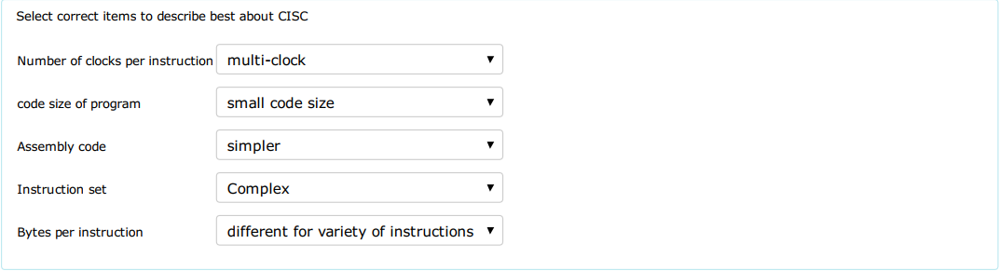 Select correct items to describe best about CISC
Number of clocks per instruction multi-clock
code size of program small code size
Assembly code simpler
Instruction set Complex
Bytes per instruction different for variety of instructions